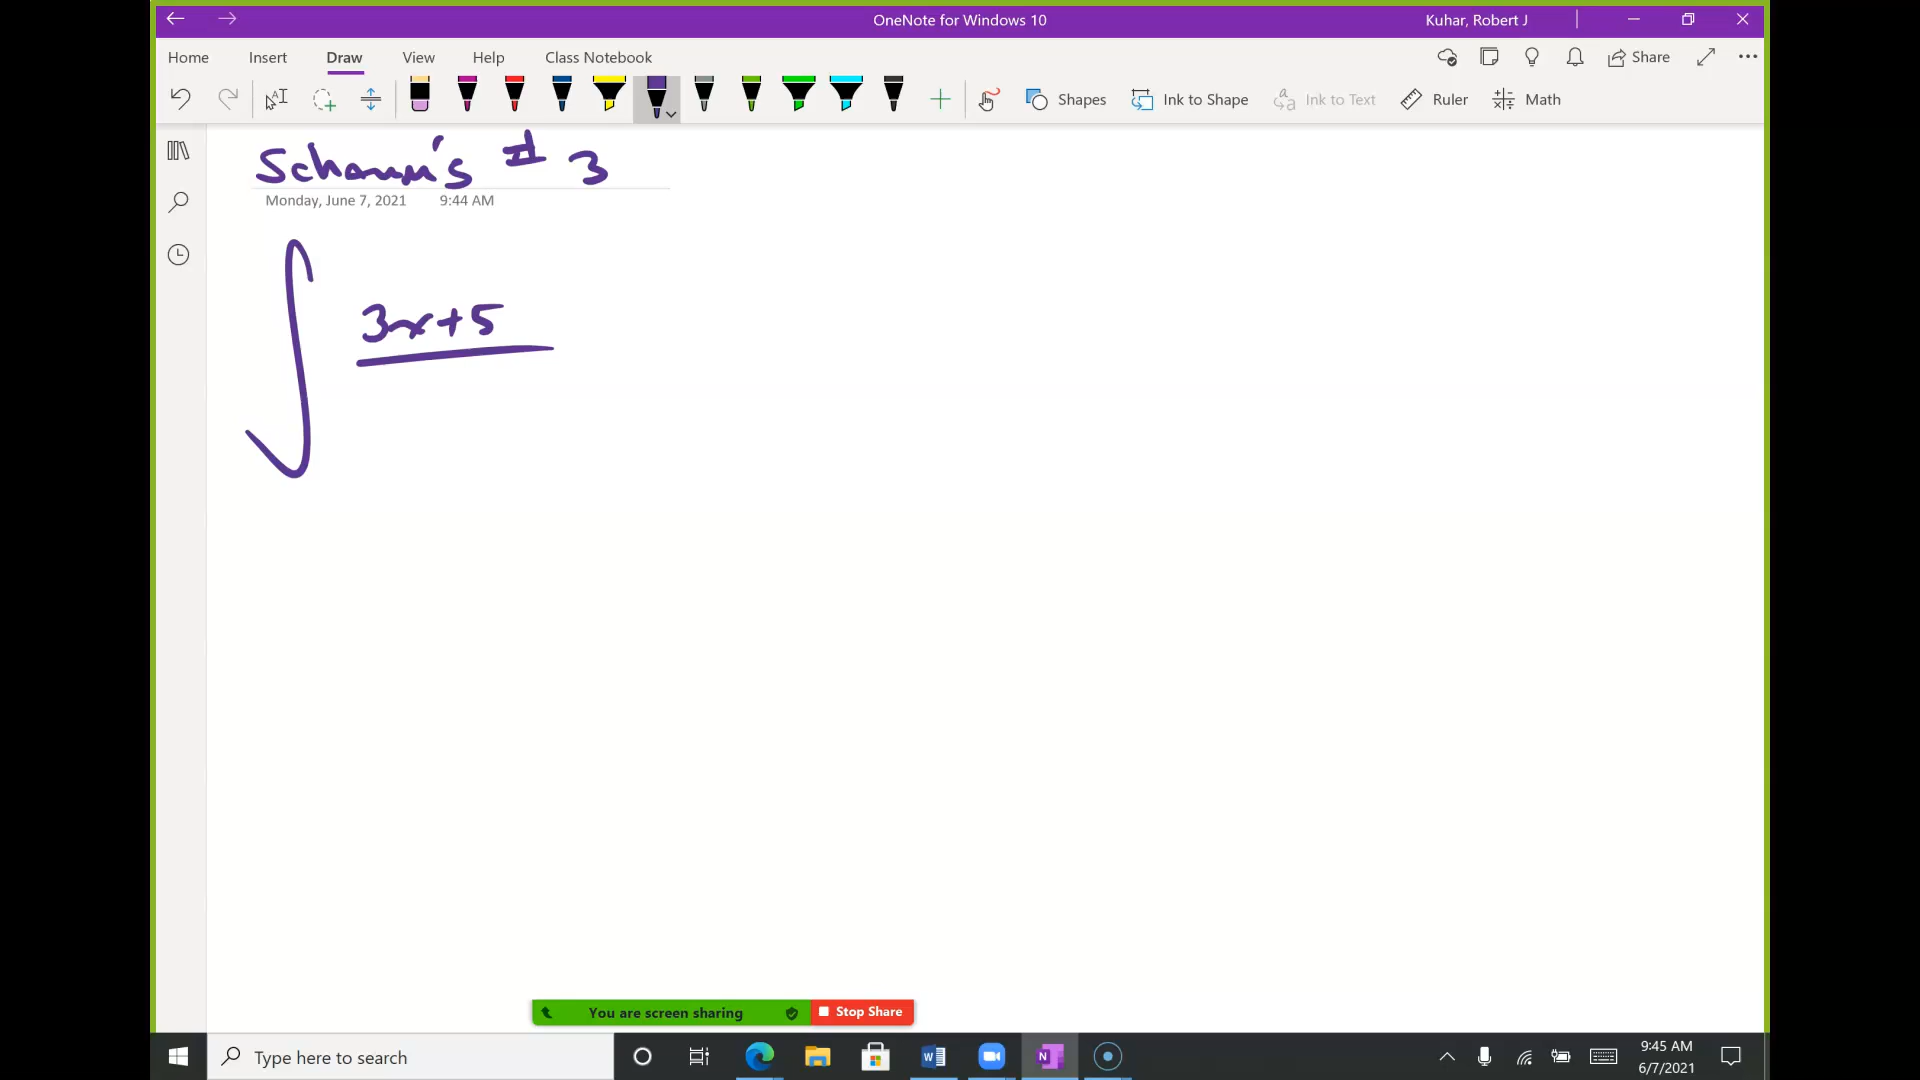 OneNote for Windows 10 Kuhar, Robert J
Home Insert Draw View Help Class Notebook Share
Shapes Ink to Shape Ink to Text Ruler Math
Schaum's # 3
Monday, June 7, 2021 9:44 AM
∫ 3x+5
You are screen sharing Stop Share
Type here to search
9:45 AM
6/7/2021